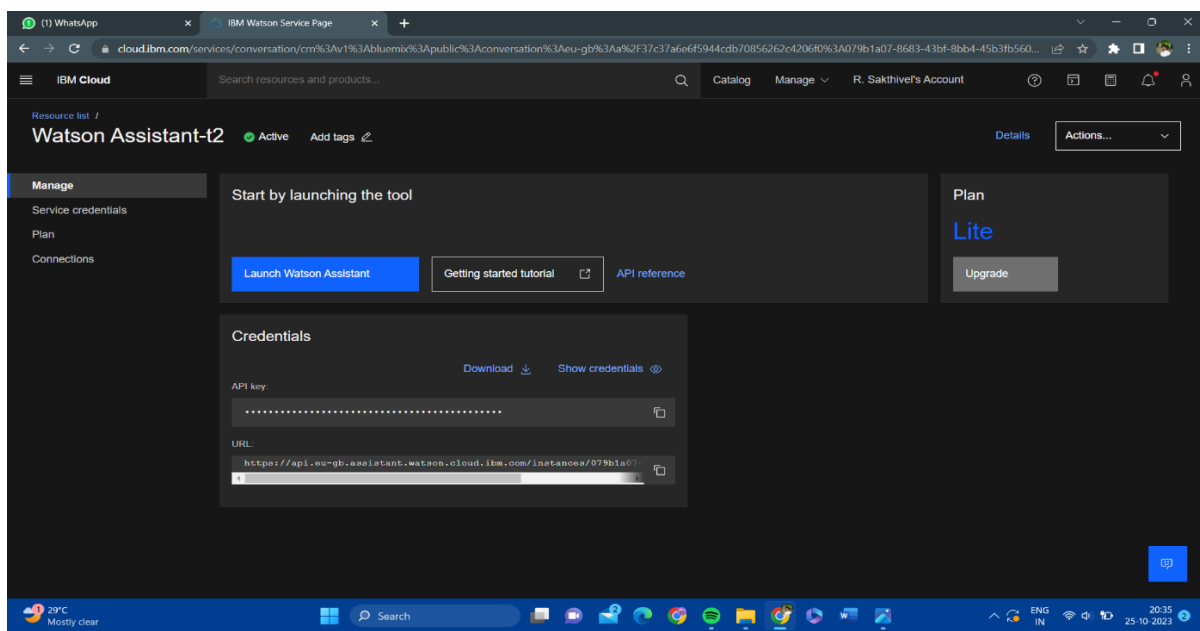 (1) WhatsApp
IBM Watson Service Page
cloud.ibm.com/services/conversation/crn%3Av1%3Abluemix%3Apublic%3Aconversation%3Aeu-gb%3Aa%2F37c37a6e6f5944cdb70856262c4206f0%3A079b1a07-8683-43bf-8bb4-45b3fb560...
IBM Cloud
Search resources and products...
Catalog
Manage
R. Sakthivel's Account
Resource list /
Watson Assistant-t2
Active
Add tags
Details
Actions...
Manage
Service credentials
Plan
Connections
Start by launching the tool
Launch Watson Assistant
Getting started tutorial
API reference
Plan
Lite
Upgrade
Credentials
Download
Show credentials
API key:
URL:
https://api.eu-gb.assistant.watson.cloud.ibm.com/instances/079b1a07-
1
29°C
Mostly clear
Search
ENG
IN
20:35
25-10-2023
2